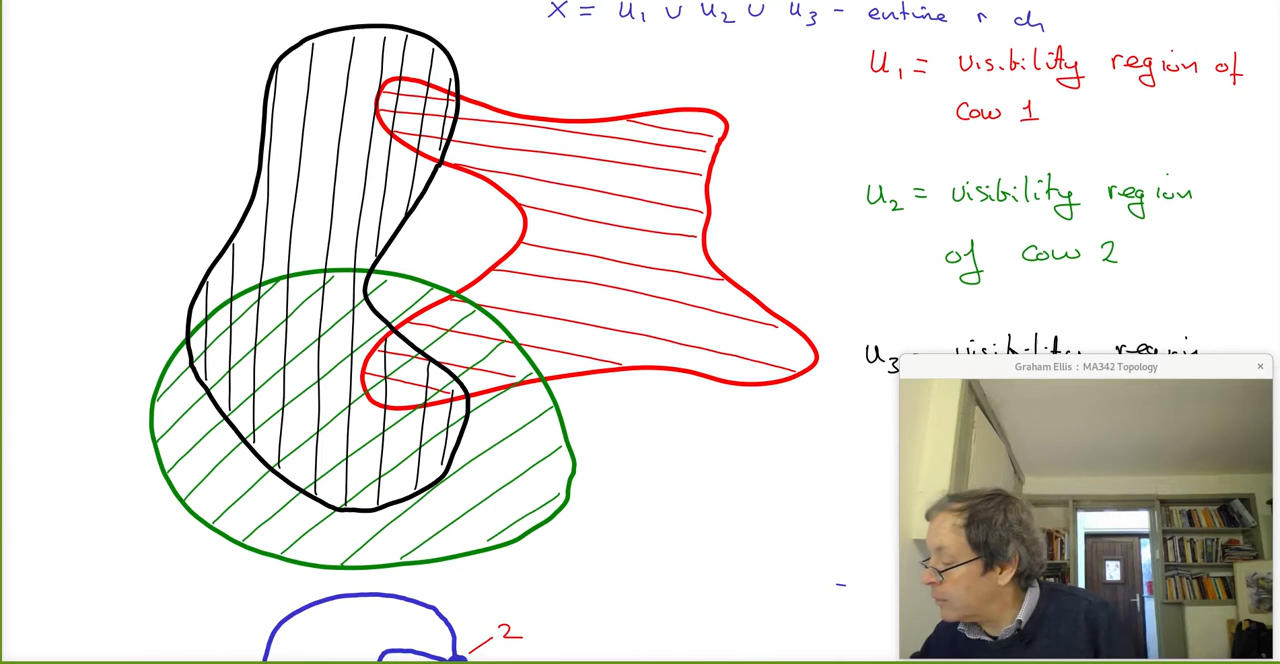 X = U₁ ∪ U₂ ∪ U₃ - entire
U₁ = visibility region of
Cow 1
U₂ = visibility region
of Cow 2
U₃
Graham Ellis : MA342 Topology
2